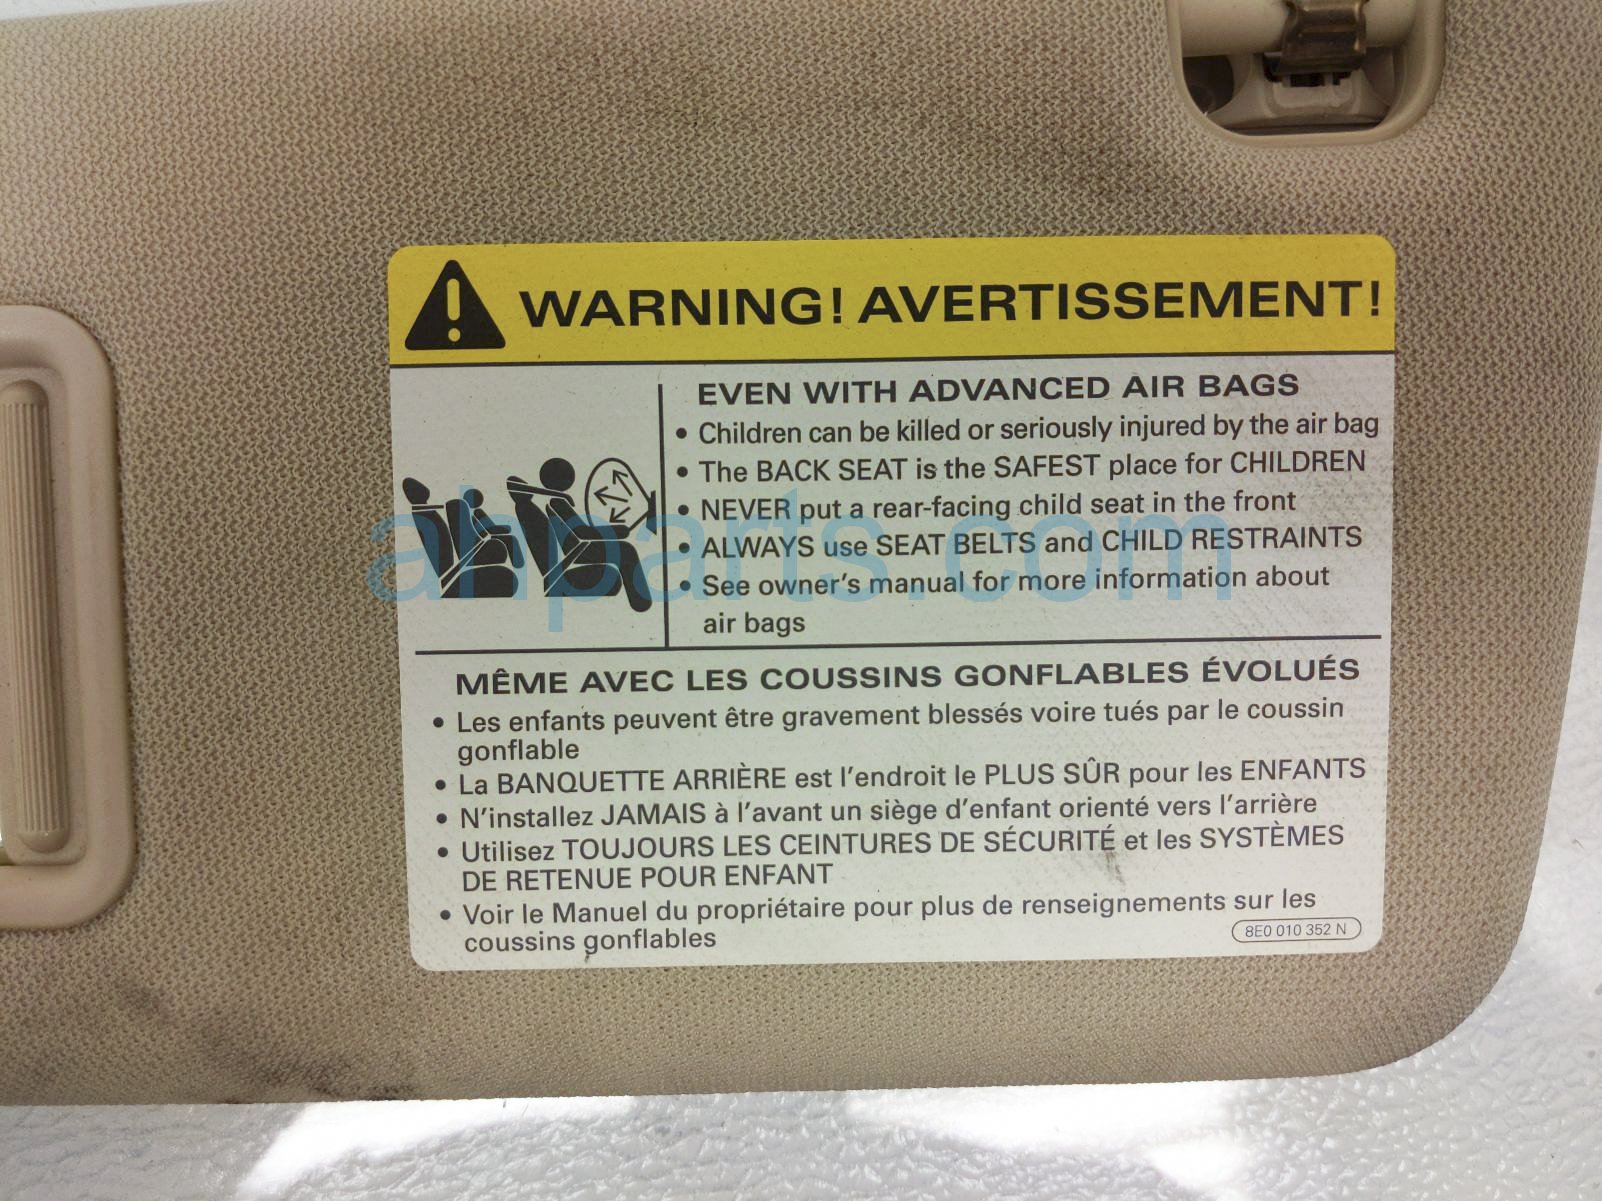 WARNING! AVERTISSEMENT!
EVEN WITH ADVANCED AIR BAGS
• Children can be killed or seriously injured by the air bag
• The BACK SEAT is the SAFEST place for CHILDREN
• NEVER put a rear-facing child seat in the front
• ALWAYS use SEAT BELTS and CHILD RESTRAINTS
• See owner's manual for more information about
air bags
MÊME AVEC LES COUSSINS GONFLABLES ÉVOLUÉS
• Les enfants peuvent être gravement blessés voire tués par le coussin
gonflable
• La BANQUETTE ARRIÈRE est l'endroit le PLUS SÛR pour les ENFANTS
• N'installez JAMAIS à l'avant un siège d'enfant orienté vers l'arrière
• Utilisez TOUJOURS LES CEINTURES DE SÉCURITÉ et les SYSTÈMES
DE RETENUE POUR ENFANT
• Voir le Manuel du propriétaire pour plus de renseignements sur les
coussins gonflables
8E0 010 352 N
ahparts.com